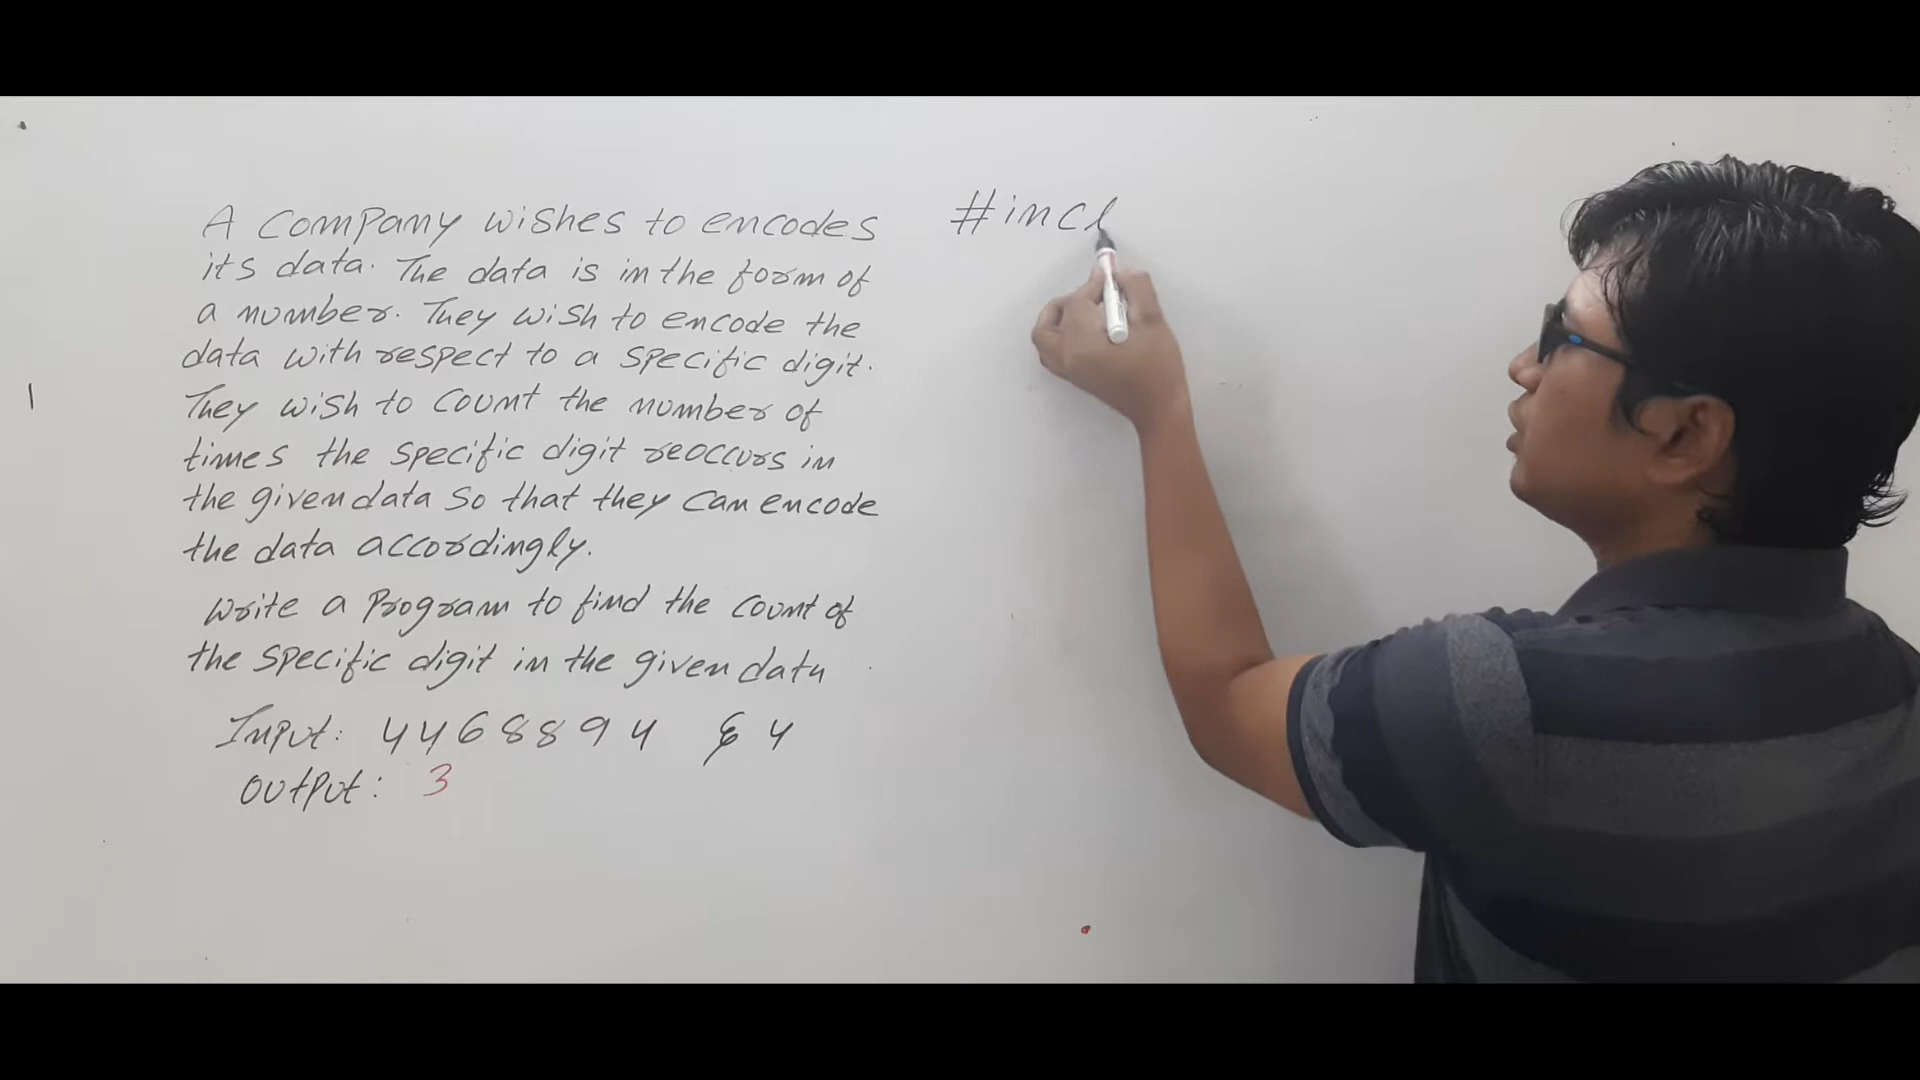 A company wishes to encodes
its data. The data is in the form of
a number. They wish to encode the
data with respect to a specific digit.
They wish to count the number of
times the specific digit reoccurs in
the given data so that they can encode
the data accordingly.
Write a program to find the count of
the specific digit in the given data
Input: 4468894 & 4
Output: 3
#incl